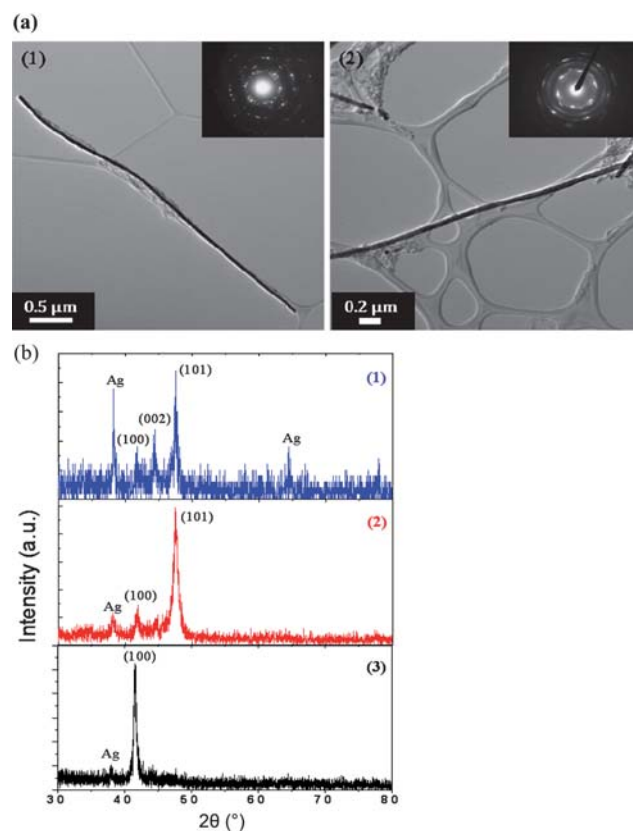 (a)
(1)
(2)
0.5 μm
0.2 μm
(b)
(101)
(1)
Ag
(002)
(100)
Ag
(101)
(2)
(100)
Ag
(100)
(3)
Ag
Intensity (a.u.)
30 40 50 60 70 80
2θ (°)